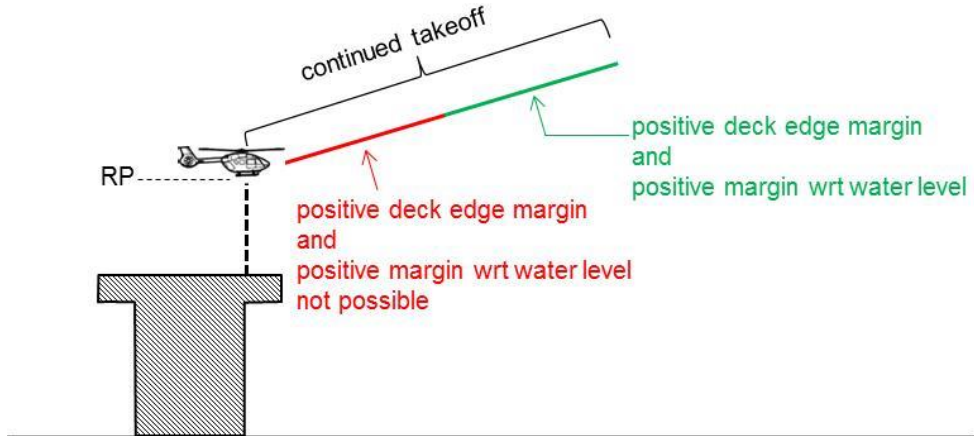 continued takeoff
RP
positive deck edge margin
and
positive margin wrt water level
positive deck edge margin
and
positive margin wrt water level
not possible